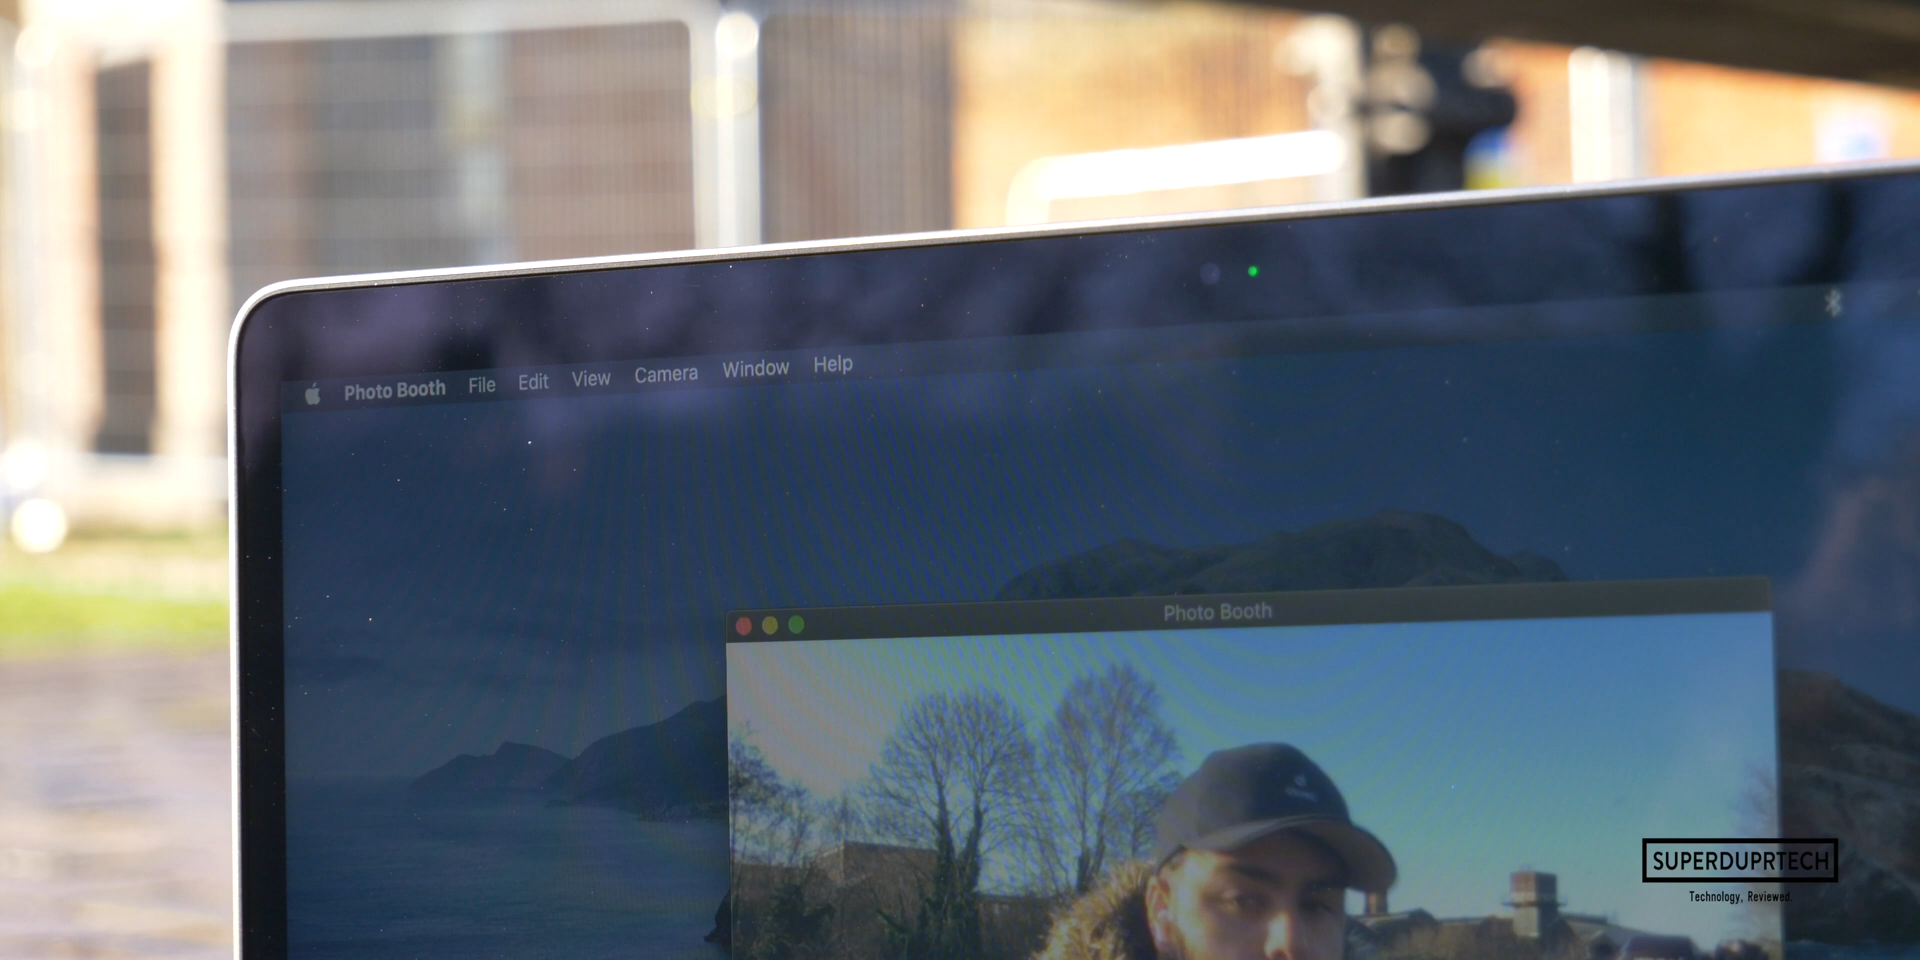 Photo Booth File Edit View Camera Window Help
Photo Booth
SUPERDUPRTECH
Technology, Reviewed.